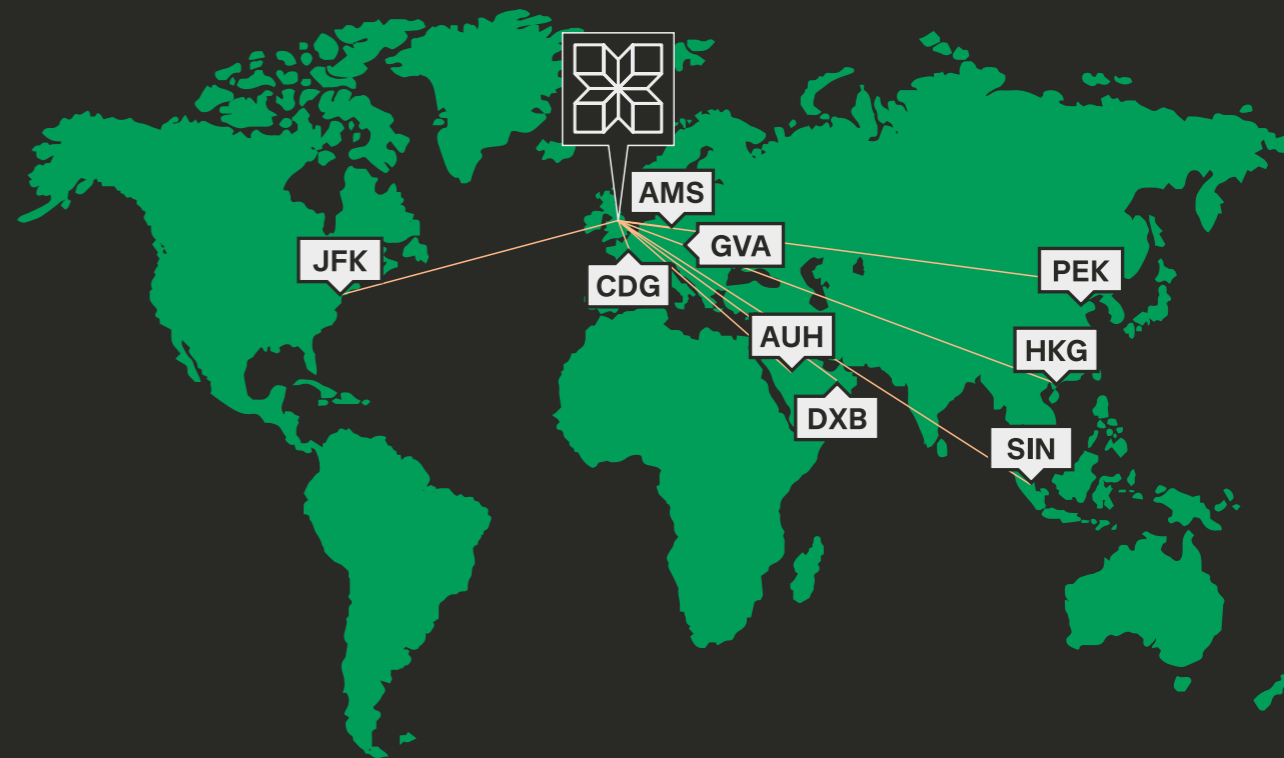 AMS
GVA
JFK
CDG
PEK
AUH
HKG
DXB
SIN